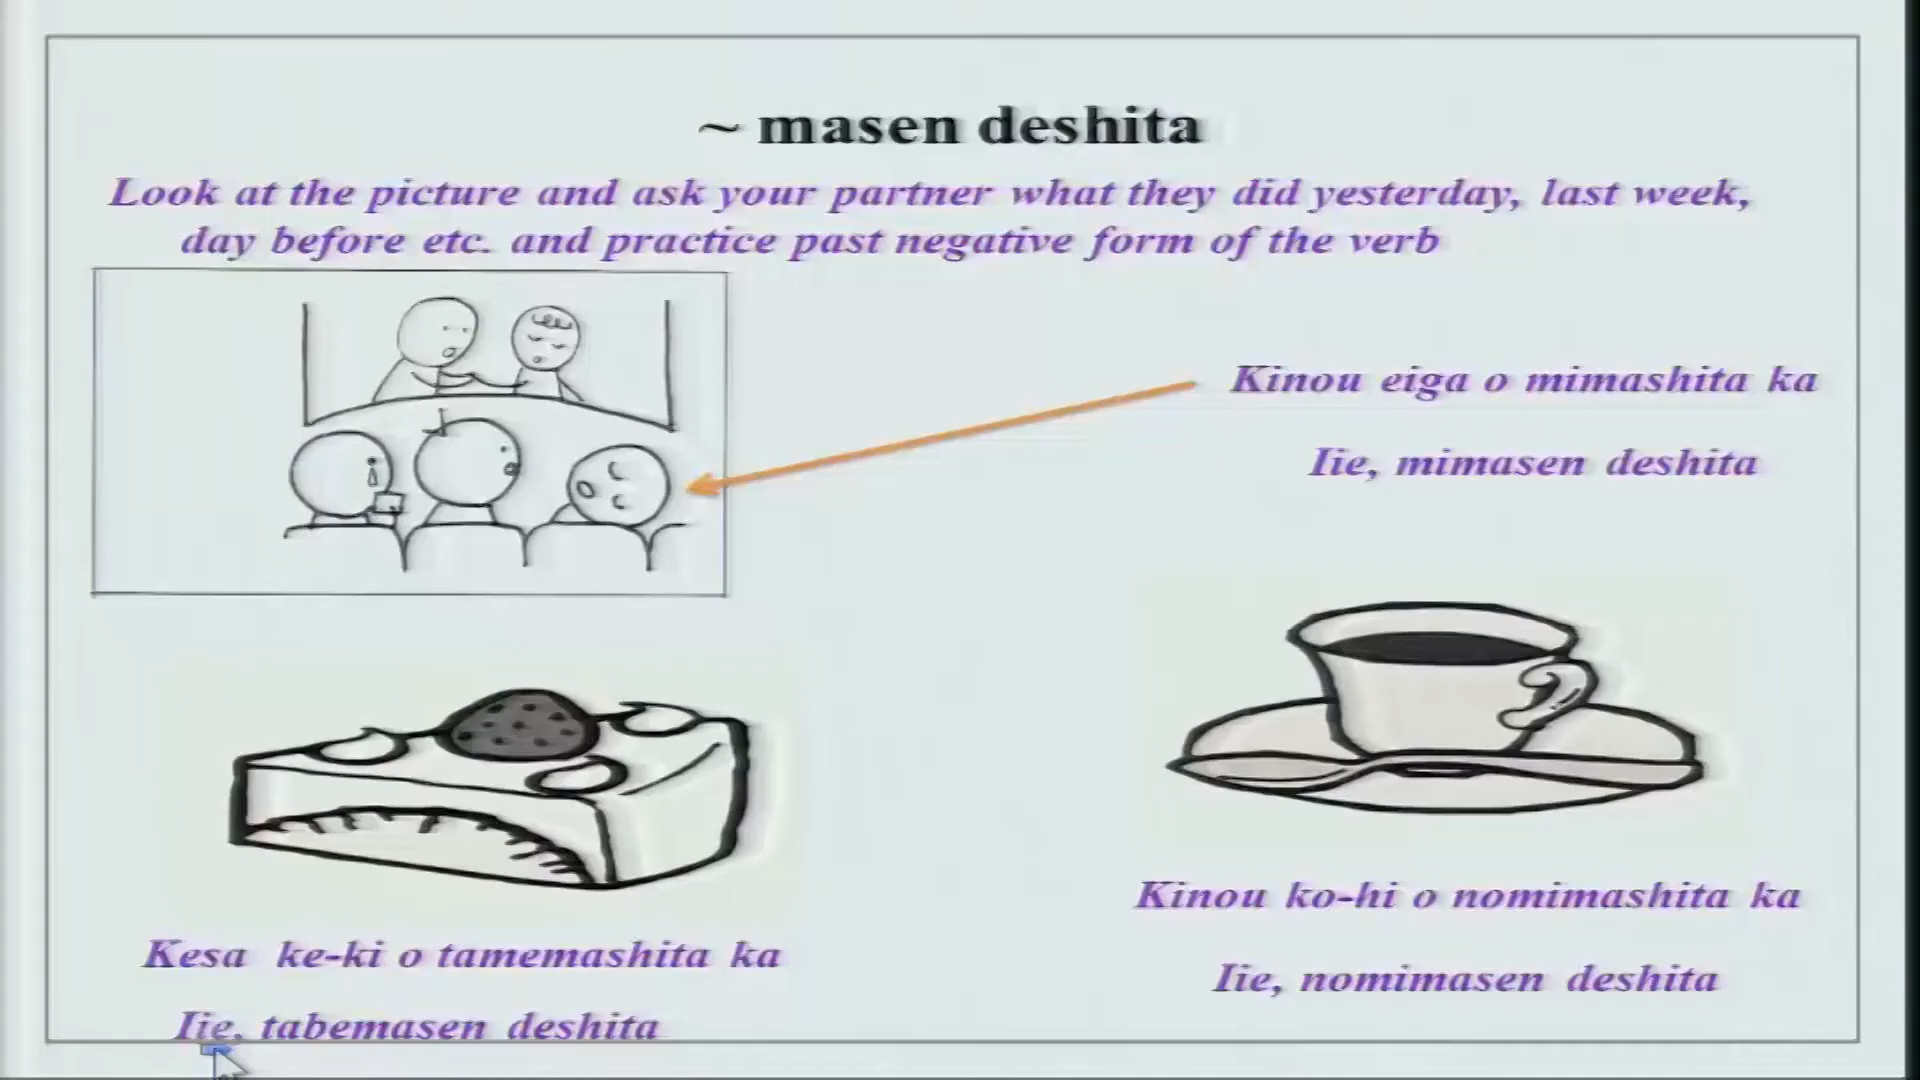 ~ masen deshita
Look at the picture and ask your partner what they did yesterday, last week,
day before etc. and practice past negative form of the verb
Kinou eiga o mimashita ka
Iie, mimasen deshita
Kesa ke-ki o tamemashita ka
Iie, tabemasen deshita
Kinou ko-hi o nomimashita ka
Iie, nomimasen deshita